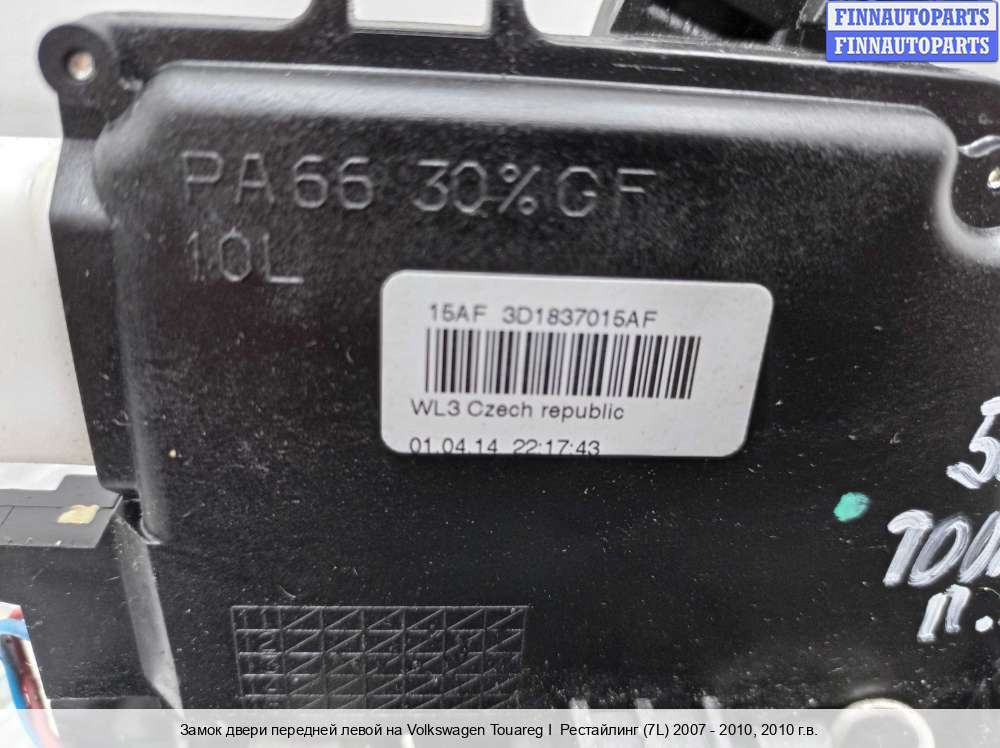 FINNAUTOPARTS
FINNAUTOPARTS
PA66 30%GF
10L
15AF 3D1837015AF
WL3 Czech republic
01.04.14 22:17:43
Замок двери передней левой на Volkswagen Touareg I Рестайлинг (7L) 2007 - 2010, 2010 г.в.